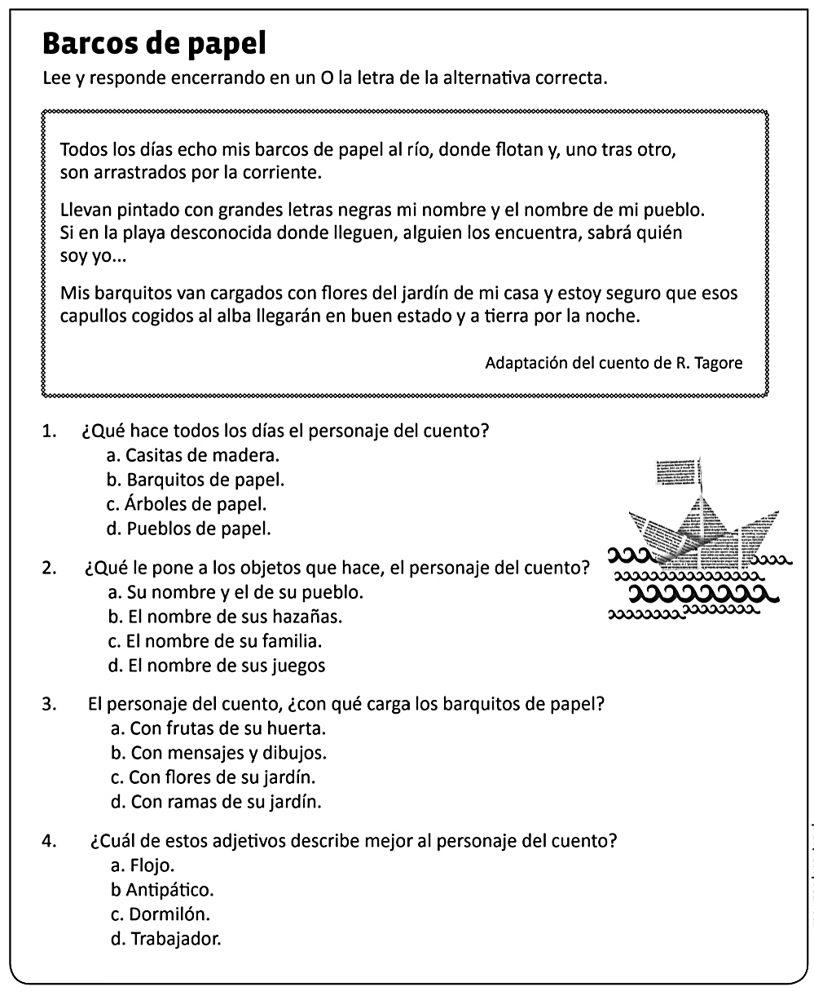 Barcos de papel
Lee y responde encerrando en un O la letra de la alternativa correcta.
Todos los días echo mis barcos de papel al río, donde flotan y, uno tras otro,
son arrastrados por la corriente.
Llevan pintado con grandes letras negras mi nombre y el nombre de mi pueblo.
Si en la playa desconocida donde lleguen, alguien los encuentra, sabrá quién
soy yo...
Mis barquitos van cargados con flores del jardín de mi casa y estoy seguro que esos
capullos cogidos al alba llegarán en buen estado y a tierra por la noche.
Adaptación del cuento de R. Tagore
1. ¿Qué hace todos los días el personaje del cuento?
a. Casitas de madera.
b. Barquitos de papel.
c. Árboles de papel.
d. Pueblos de papel.
2. ¿Qué le pone a los objetos que hace, el personaje del cuento?
a. Su nombre y el de su pueblo.
b. El nombre de sus hazañas.
c. El nombre de su familia.
d. El nombre de sus juegos
3. El personaje del cuento, ¿con qué carga los barquitos de papel?
a. Con frutas de su huerta.
b. Con mensajes y dibujos.
c. Con flores de su jardín.
d. Con ramas de su jardín.
4. ¿Cuál de estos adjetivos describe mejor al personaje del cuento?
a. Flojo.
b Antipático.
c. Dormilón.
d. Trabajador.